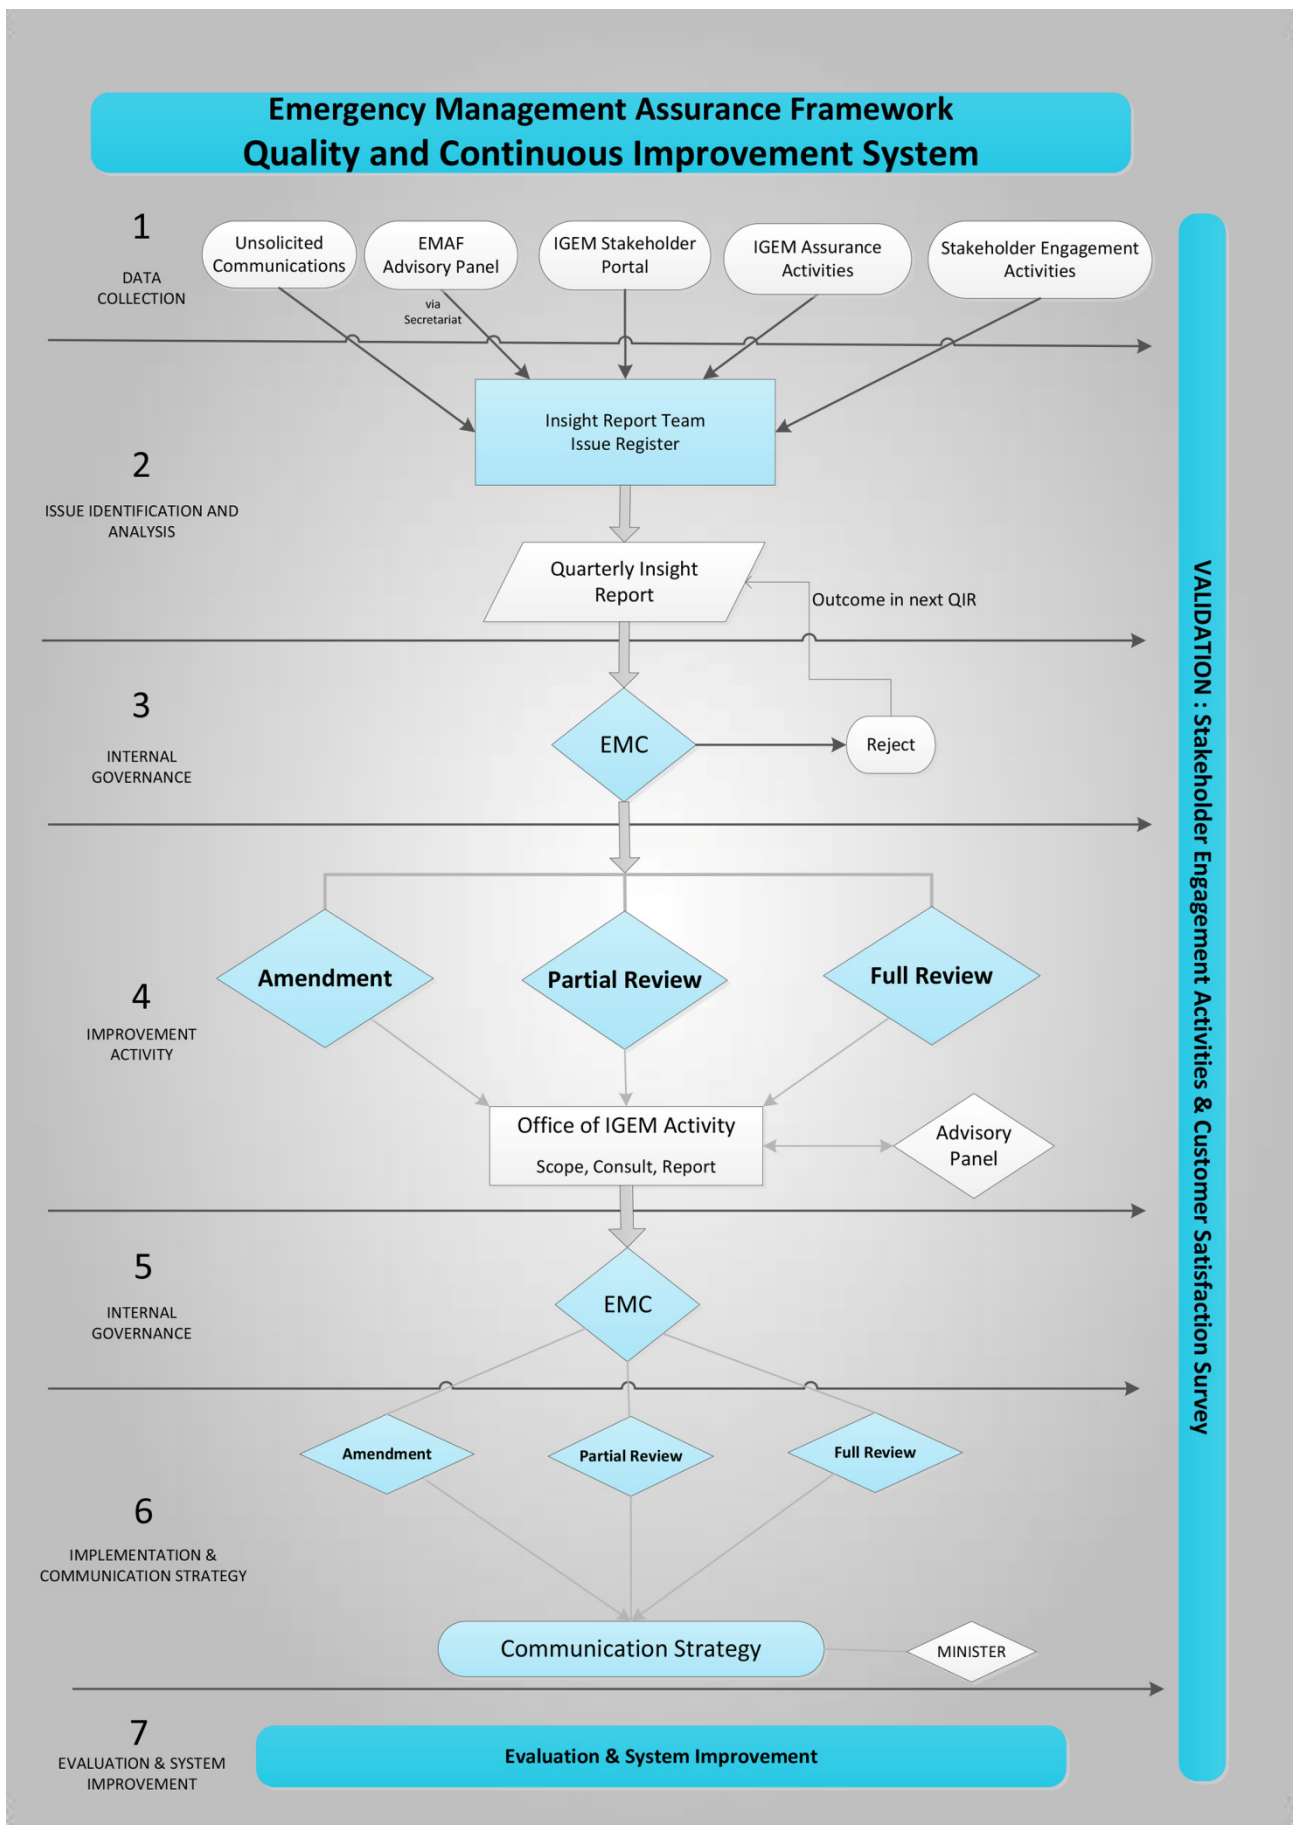 Emergency Management Assurance Framework
Quality and Continuous Improvement System
1
DATA
COLLECTION
Unsolicited
Communications
EMAF
Advisory Panel
via
Secretariat
IGEM Stakeholder
Portal
IGEM Assurance
Activities
Stakeholder Engagement
Activities
2
ISSUE IDENTIFICATION AND
ANALYSIS
Insight Report Team
Issue Register
Quarterly Insight
Report
Outcome in next QIR
3
INTERNAL
GOVERNANCE
EMC
Reject
4
IMPROVEMENT
ACTIVITY
Amendment
Partial Review
Full Review
Office of IGEM Activity
Scope, Consult, Report
Advisory
Panel
5
INTERNAL
GOVERNANCE
EMC
6
IMPLEMENTATION &
COMMUNICATION STRATEGY
Amendment
Partial Review
Full Review
Communication Strategy
MINISTER
7
EVALUATION & SYSTEM
IMPROVEMENT
Evaluation & System Improvement
VALIDATION : Stakeholder Engagement Activities & Customer Satisfaction Survey